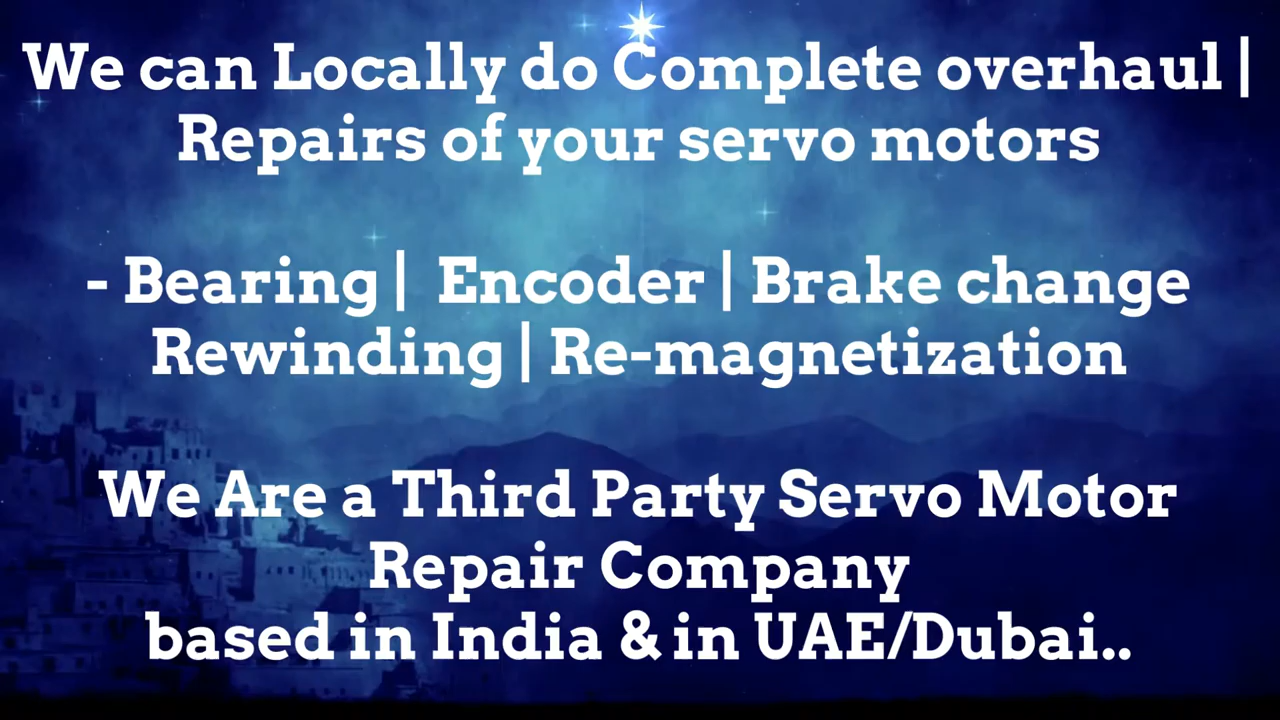 We can Locally do Complete overhaul |
Repairs of your servo motors
- Bearing | Encoder | Brake change
Rewinding | Re-magnetization
We Are a Third Party Servo Motor
Repair Company
based in India & in UAE/Dubai..